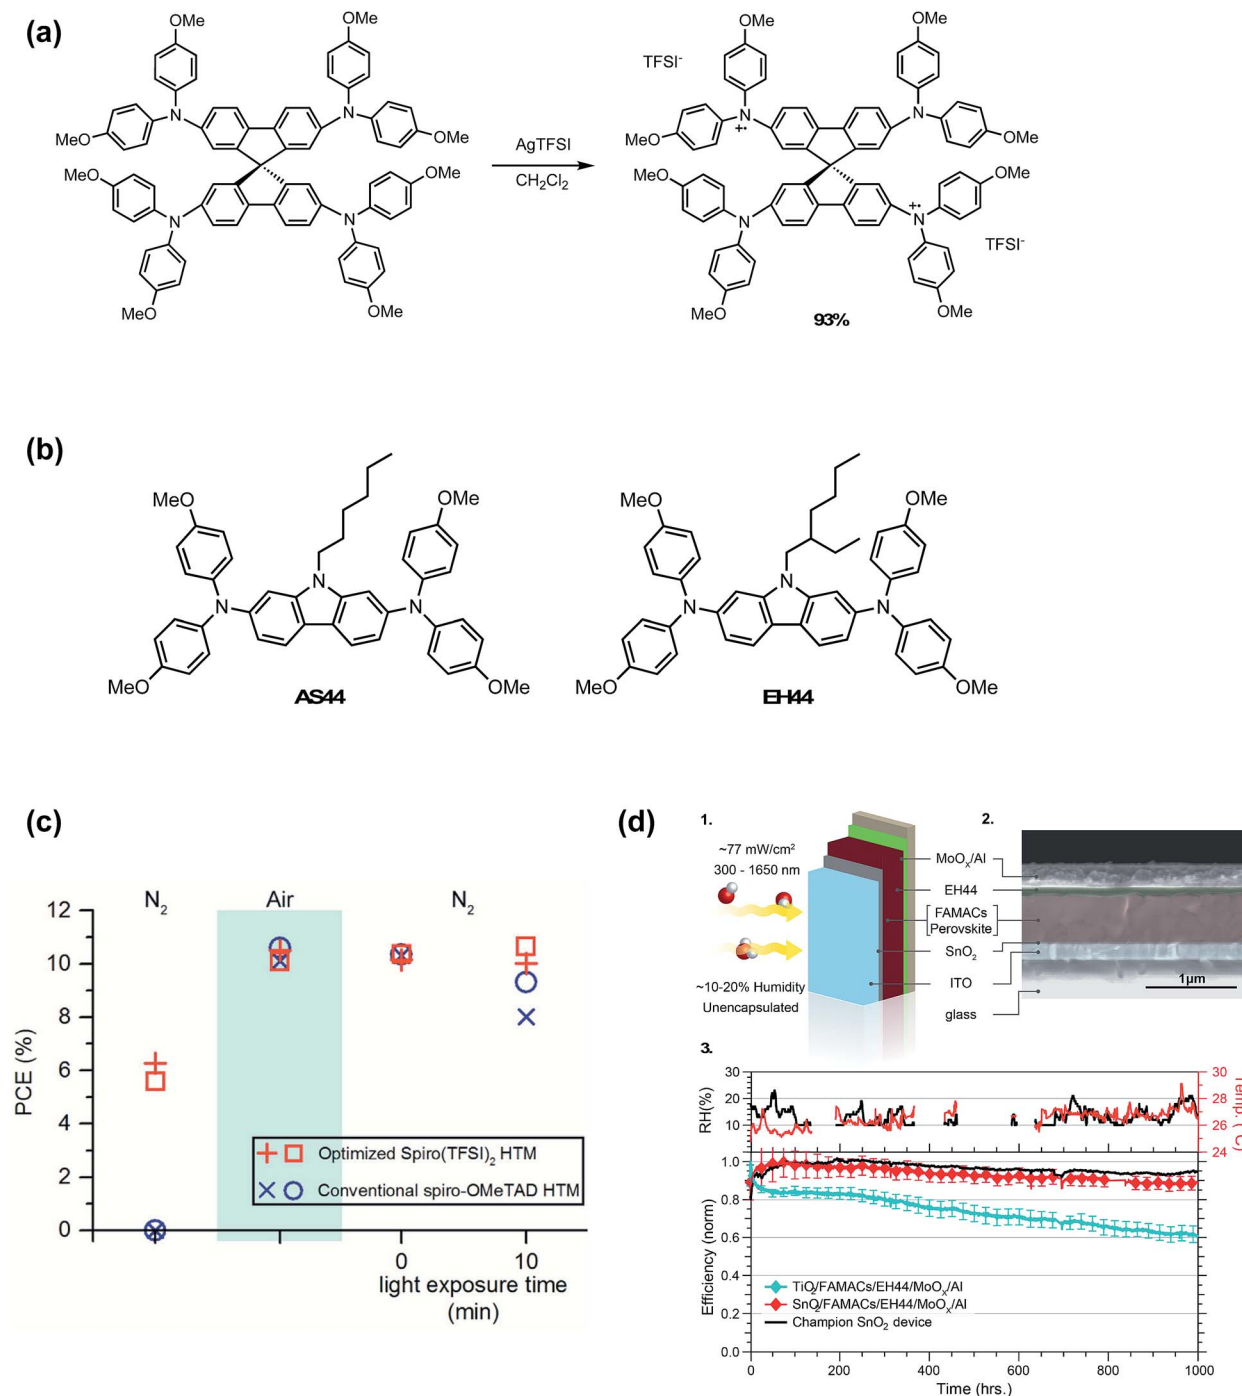 (a)
OMe
OMe
MeO
N
N
OMe
MeO
OMe
N
N
OMe
OMe
MeO
AgTFSI
CH2Cl2
TFSI-
OMe
OMe
N
+•
N
MeO
OMe
MeO
OMe
N
+•
N
MeO
OMe
TFSI-
MeO
OMe
93%
(b)
MeO
OMe
N
N
N
MeO
OMe
AS44
MeO
OMe
N
N
N
MeO
OMe
EH44
(c)
N2 Air N2
12
10
8
6
4
2
0
PCE (%)
Optimized Spiro(TFSI)2 HTM
Conventional spiro-OMeTAD HTM
0 10
light exposure time
(min)
(d)
1.
~77 mW/cm2
300 - 1650 nm
~10-20% Humidity
Unencapsulated
2.
MoOx/Al
EH44
FAMACs
Perovskite
SnO2
ITO
glass
1μm
3.
30
20
10
RH(%)
30
28
26
24
Temp. (°C)
1.0
0.8
0.6
0.4
0.2
0.0
Efficiency (norm)
TiO2/FAMACs/EH44/MoOx/Al
SnO2/FAMACs/EH44/MoOx/Al
Champion SnO2 device
0 200 400 600 800 1000
Time (hrs.)